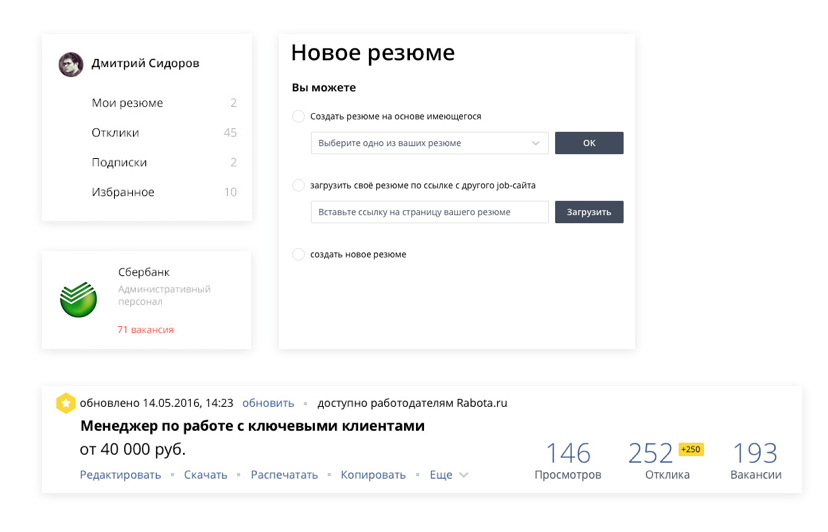 Дмитрий Сидоров
Мои резюме 2
Отклики 45
Подписки 2
Избранное 10
Сбербанк
Административный
персонал
71 вакансия
Новое резюме
Вы можете
Создать резюме на основе имеющегося
Выберите одно из ваших резюме ОК
загрузить своё резюме по ссылке с другого job-сайта
Вставьте ссылку на страницу вашего резюме Загрузить
создать новое резюме
обновлено 14.05.2016, 14:23 обновить • доступно работодателям Rabota.ru
Менеджер по работе с ключевыми клиентами
от 40 000 руб.
146 252 +250 193
Просмотров Отклика Вакансии
Редактировать • Скачать • Распечатать • Копировать • Еще